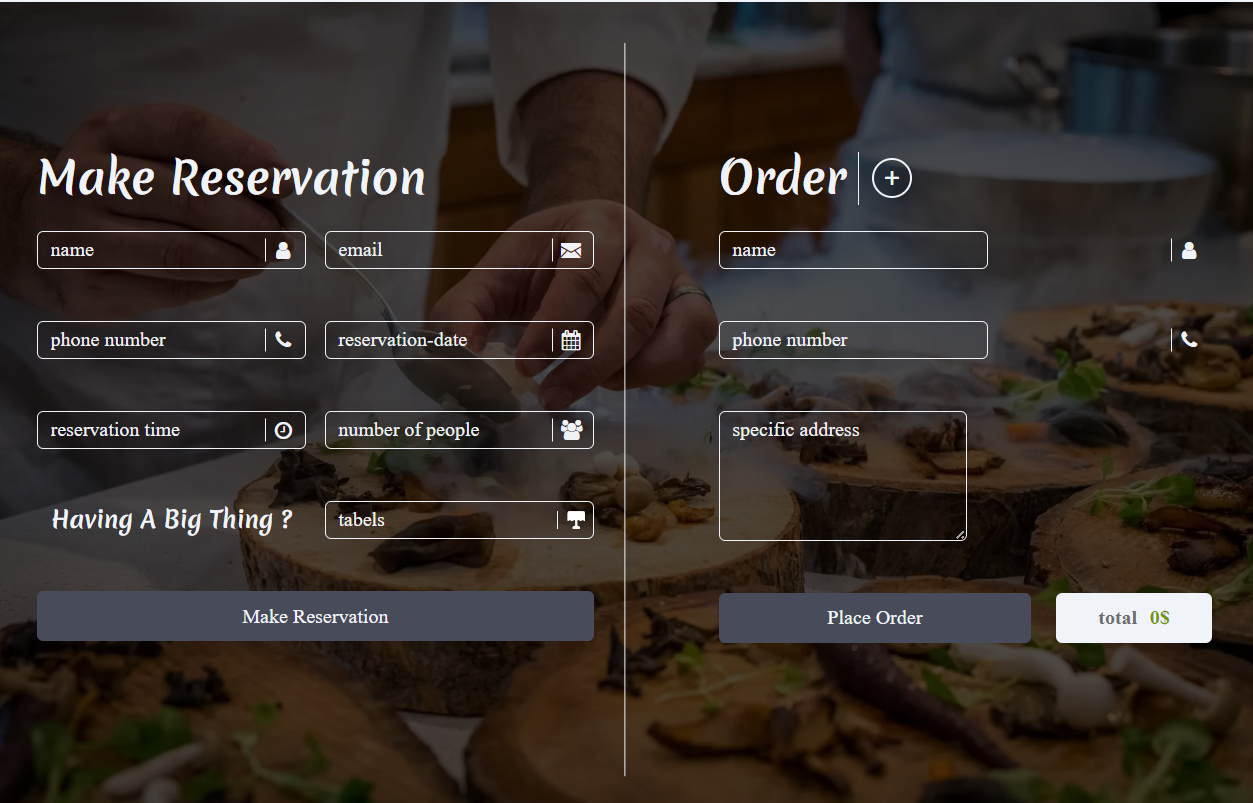 Make Reservation
name
email
phone number
reservation-date
reservation time
number of people
Having A Big Thing ?
tabels
Make Reservation
Order +
name
phone number
specific address
Place Order
total 0$